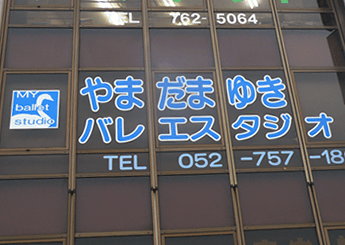 TEL 762-5064
MY
ballet
studio
やまだまゆき
バレエスタジオ
TEL 052-757-18